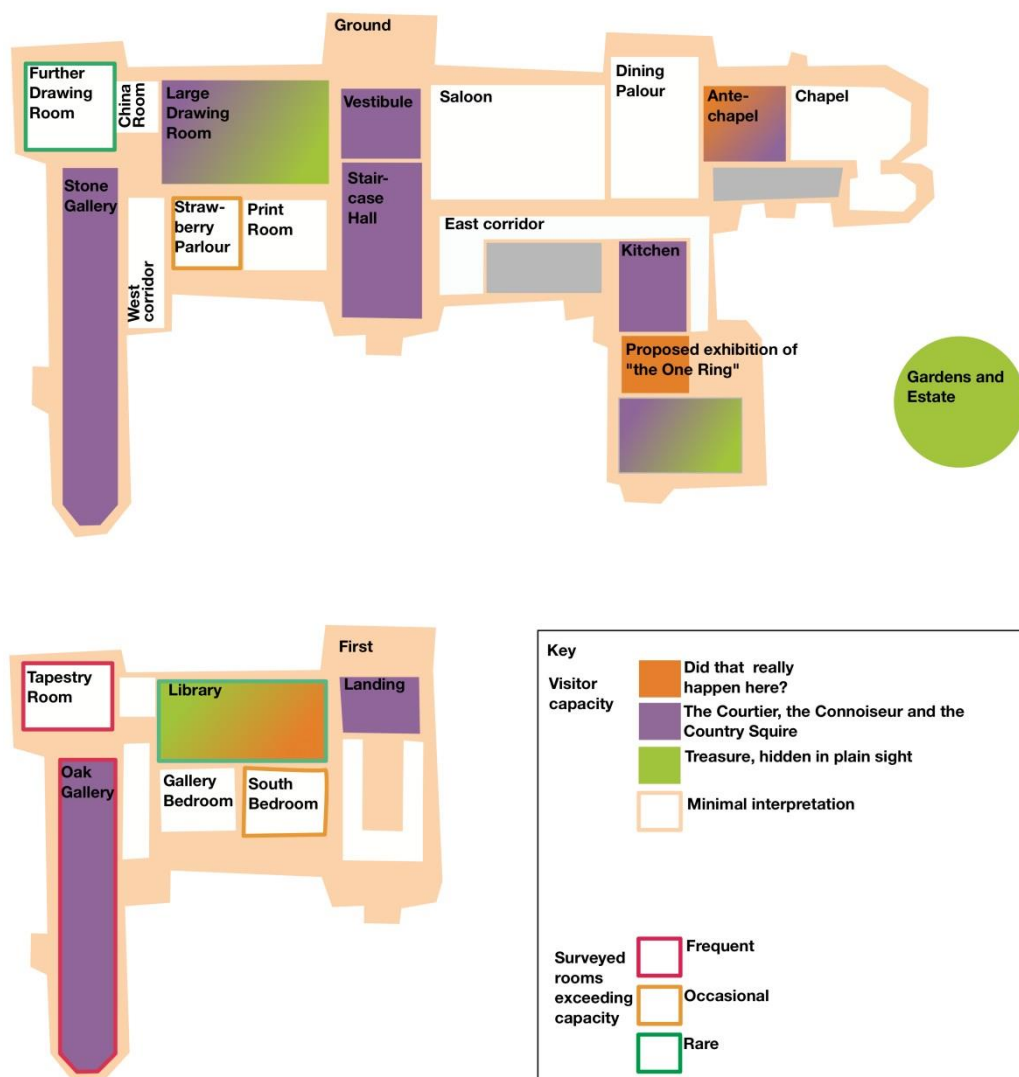 Ground
Further
Drawing
Room
China
Room
Large
Drawing
Room
Vestibule
Saloon
Dining
Palour
Ante-
chapel
Chapel
Stone
Gallery
West
corridor
Straw-
berry
Parlour
Print
Room
Stair-
case
Hall
East corridor
Kitchen
Proposed exhibition of
"the One Ring"
Gardens and
Estate
First
Tapestry
Room
Library
Landing
Oak
Gallery
Gallery
Bedroom
South
Bedroom
Key
Visitor
capacity
Did that really
happen here?
The Courtier, the Connoiseur and the
Country Squire
Treasure, hidden in plain sight
Minimal interpretation
Surveyed
rooms
exceeding
capacity
Frequent
Occasional
Rare